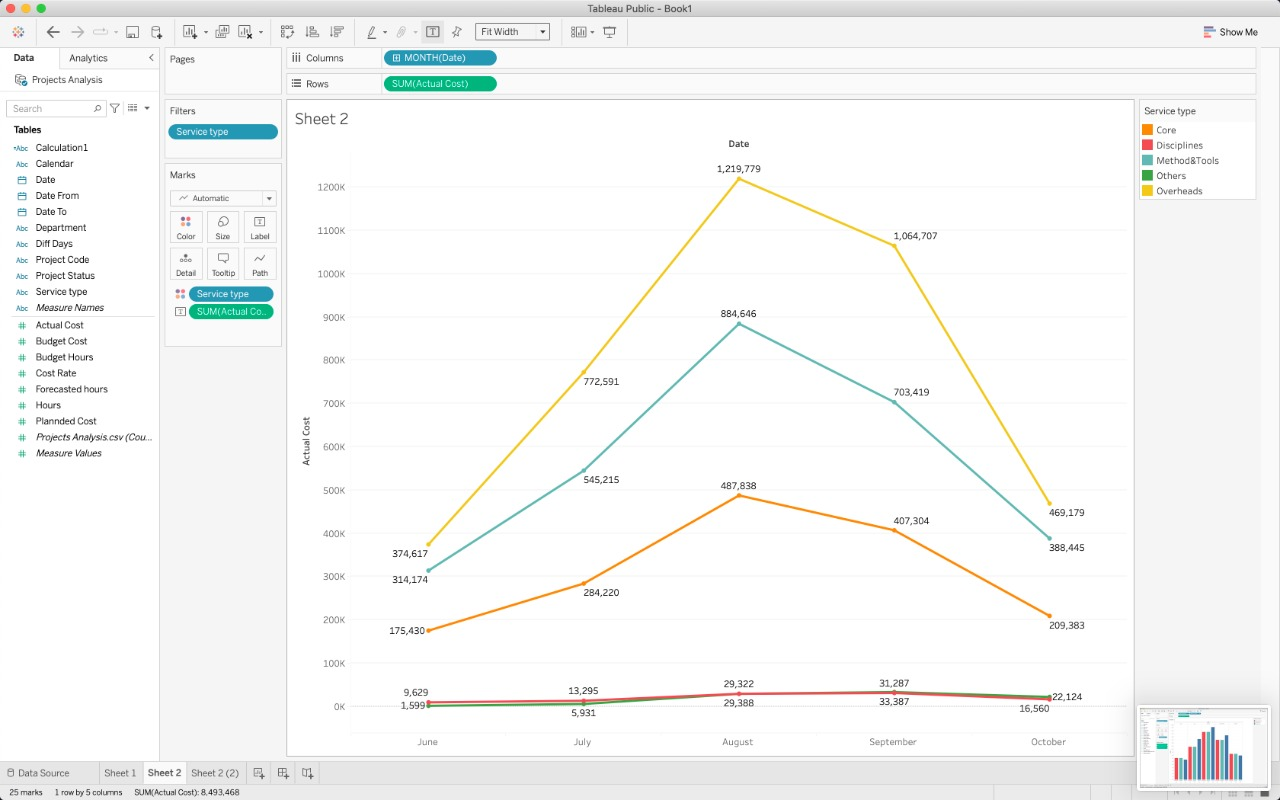 Tableau Public - Book1
Fit Width
Show Me
Data
Analytics
Projects Analysis
Search
Tables
Abc Calculation1
Abc Calendar
Date
Date From
Date To
Abc Department
Abc Diff Days
Abc Project Code
Abc Project Status
Abc Service type
Abc Measure Names
Actual Cost
Budget Cost
Budget Hours
Cost Rate
Forecasted hours
Hours
Plannded Cost
Projects Analysis.csv (Cou...
Measure Values
Pages
Filters
Service type
Marks
Automatic
Color Size Label
Detail Tooltip Path
Service type
SUM(Actual Co..
Columns MONTH(Date)
Rows SUM(Actual Cost)
Sheet 2
Date
1,219,779
1200K
1,064,707
1100K
1000K
884,646
900K
800K
772,591
703,419
700K
600K
545,215
487,838
500K
469,179
407,304
400K
388,445
374,617
314,174
300K
284,220
200K
209,383
175,430
100K
9,629 13,295 29,322 31,287 22,124
0K
1,599 5,931 29,388 33,387 16,560
Actual Cost
June July August September October
Service type
Core
Disciplines
Method&Tools
Others
Overheads
Data Source Sheet 1 Sheet 2 Sheet 2 (2)
25 marks 1 row by 5 columns SUM(Actual Cost): 8,493,468